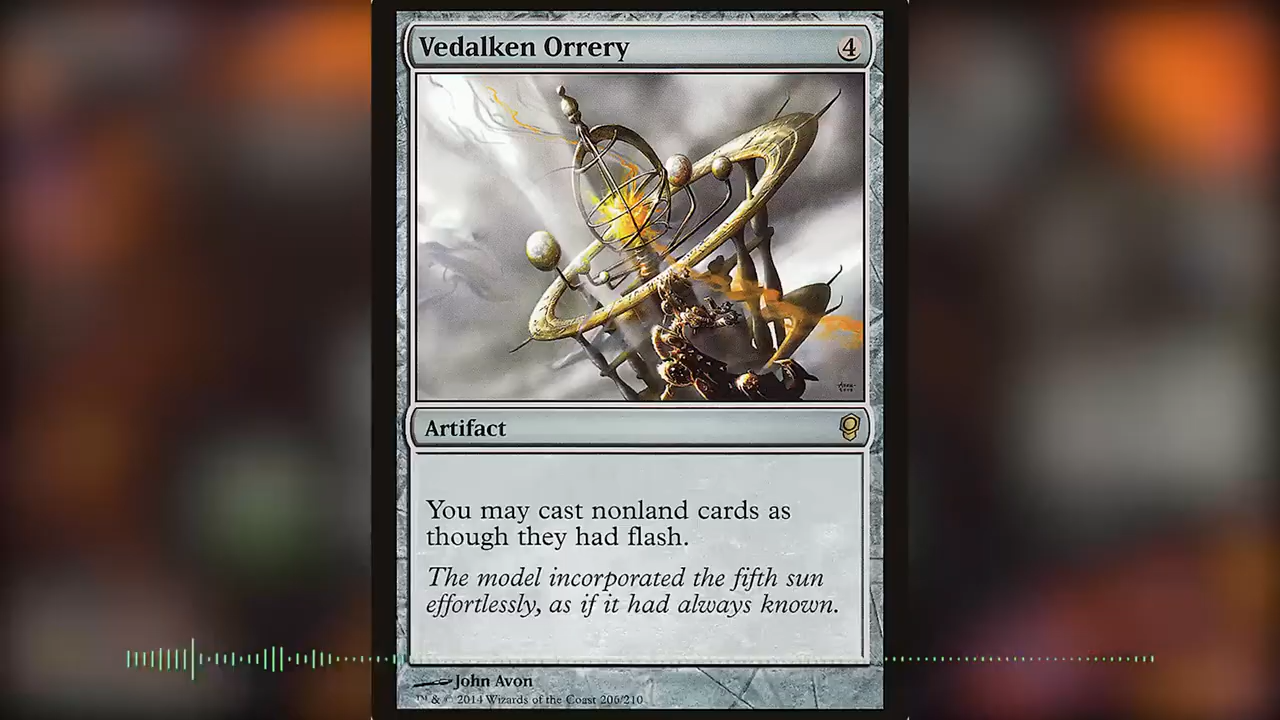 Vedalken Orrery
4
Artifact
You may cast nonland cards as
though they had flash.
The model incorporated the fifth sun
effortlessly, as if it had always known.
John Avon
™ & © 2014 Wizards of the Coast 206/210